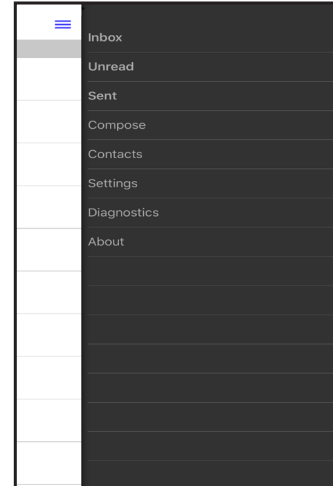 Inbox
Unread
Sent
Compose
Contacts
Settings
Diagnostics
About